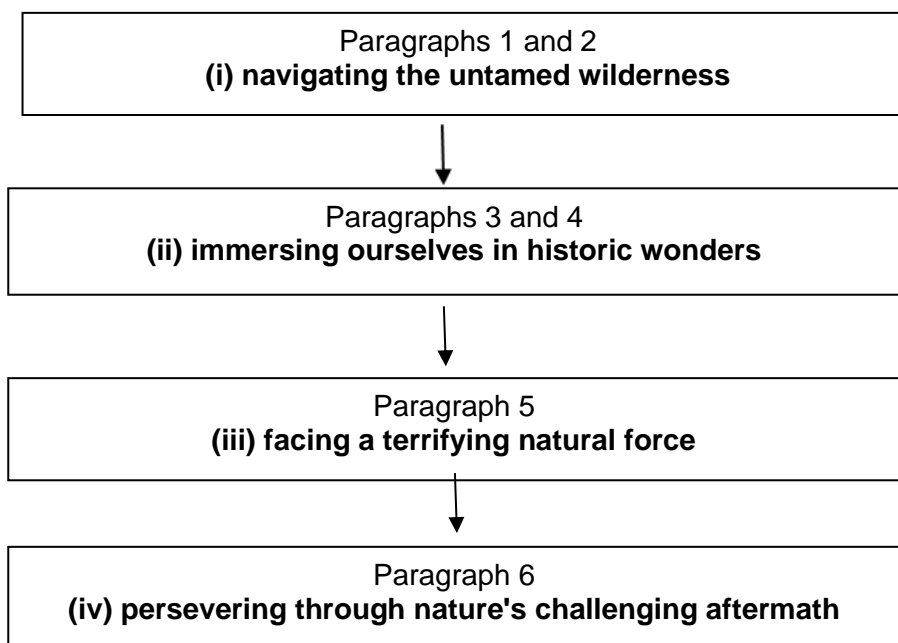 Paragraphs 1 and 2
(i) navigating the untamed wilderness
Paragraphs 3 and 4
(ii) immersing ourselves in historic wonders
Paragraph 5
(iii) facing a terrifying natural force
Paragraph 6
(iv) persevering through nature's challenging aftermath